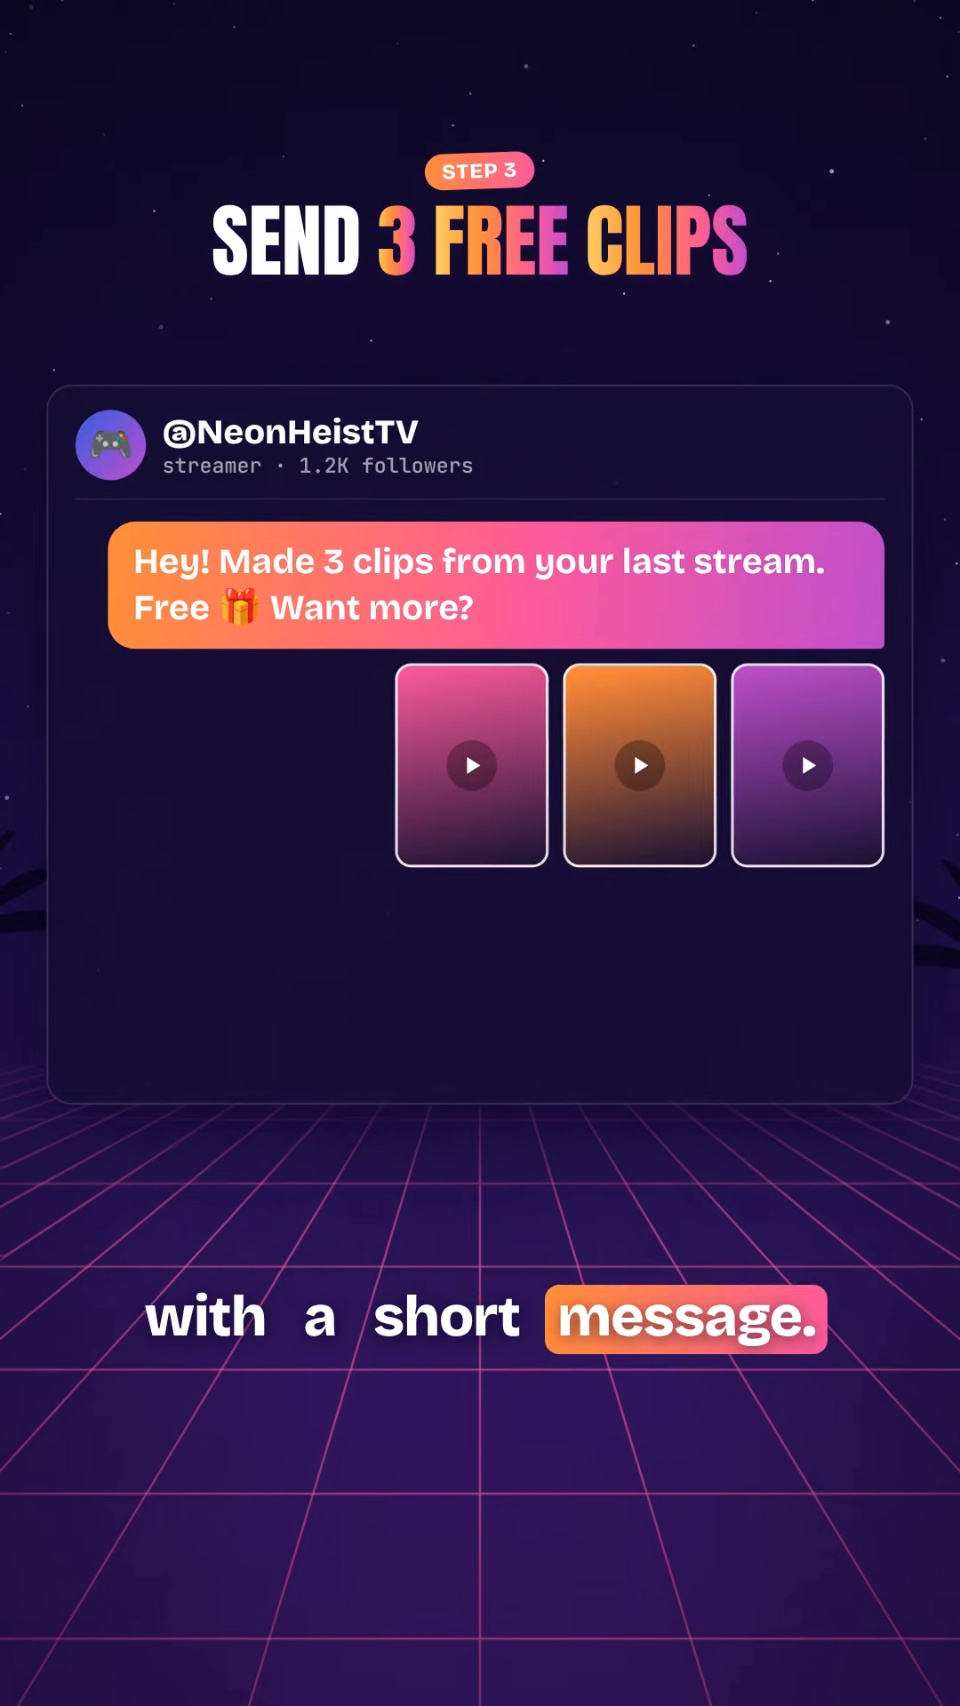 STEP 3
SEND 3 FREE CLIPS
@NeonHeistTV
streamer · 1.2K followers
Hey! Made 3 clips from your last stream.
Free 🎁 Want more?
with a short message.